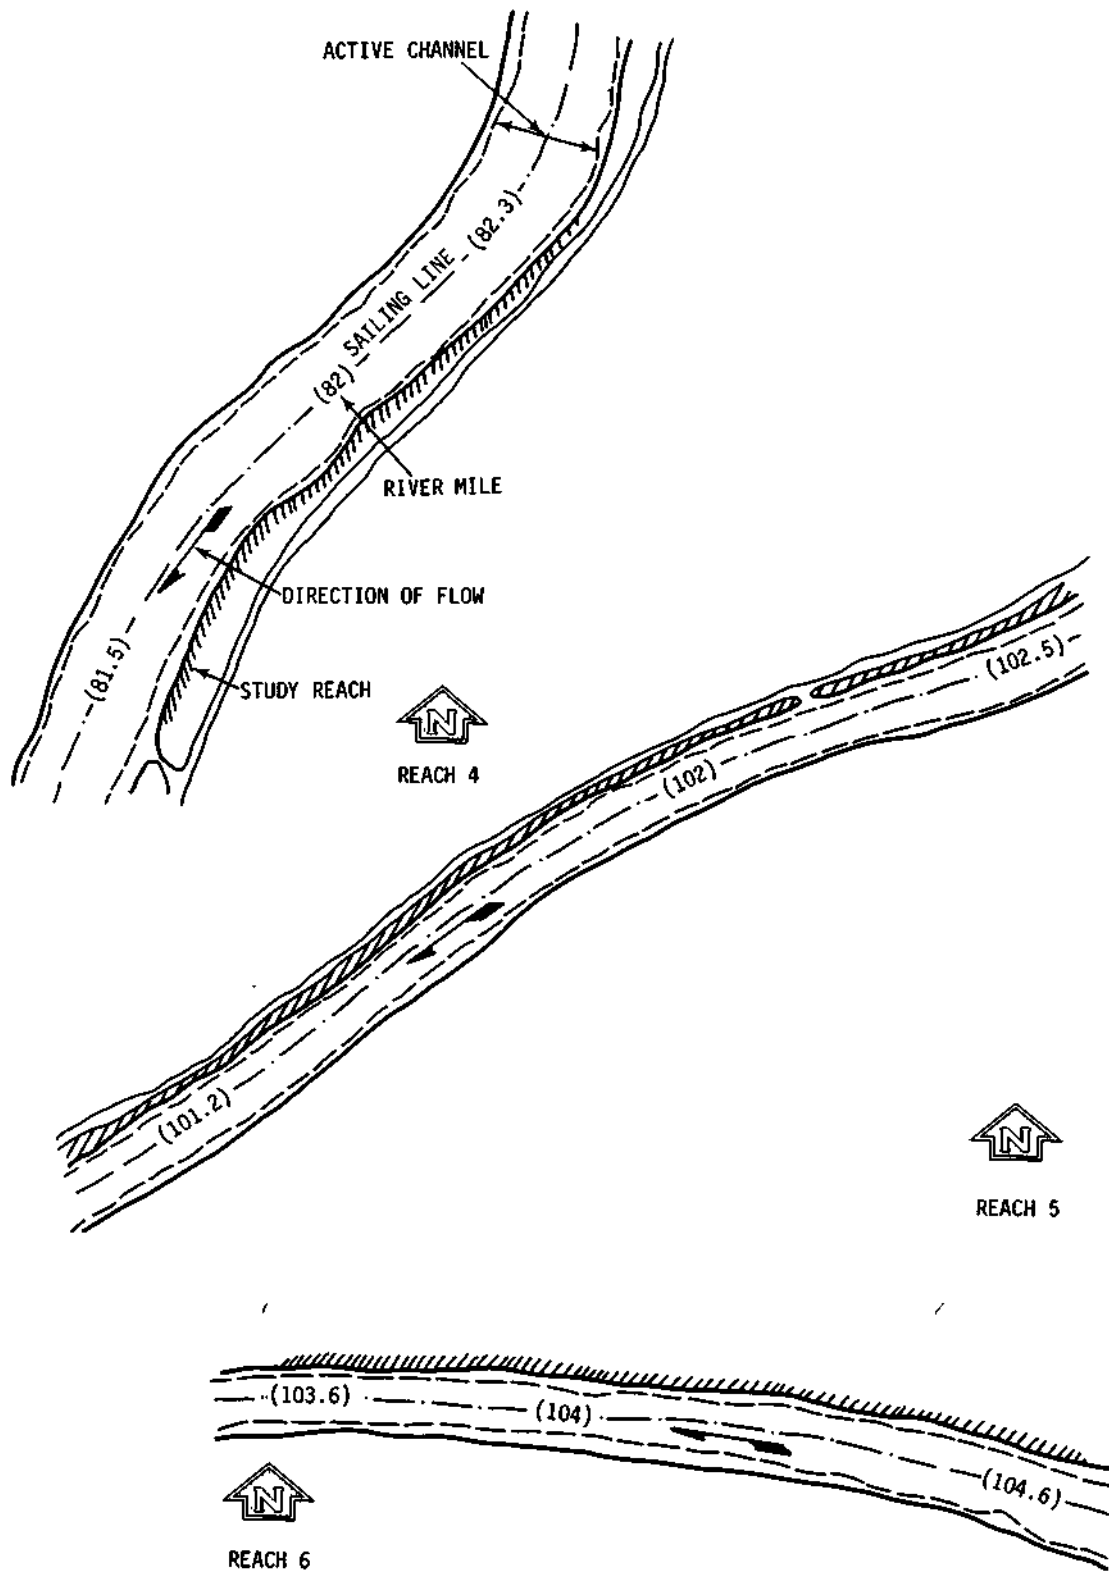 ACTIVE CHANNEL
(82.3)
SAILING LINE
(82)
RIVER MILE
DIRECTION OF FLOW
(81.5)
STUDY REACH
N
REACH 4
(102.5)
(102)
(101.2)
N
REACH 5
(103.6)
(104)
(104.6)
N
REACH 6